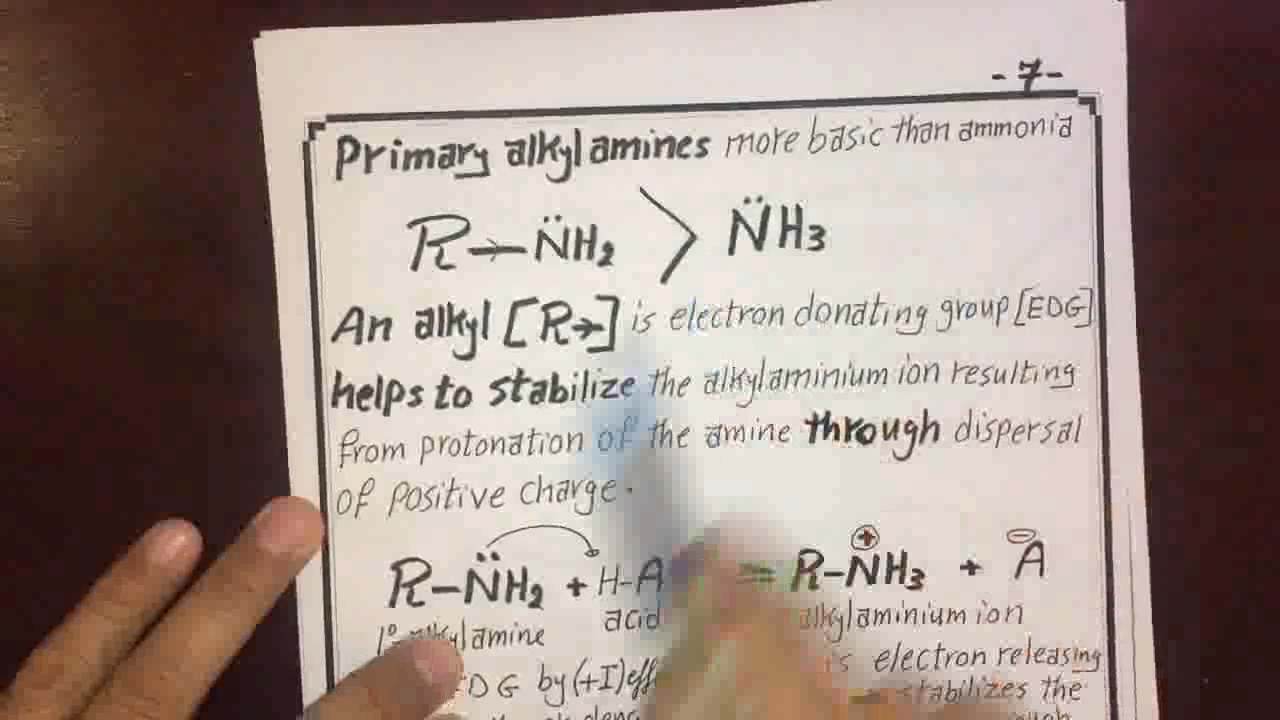 -7-
Primary alkylamines more basic than ammonia
R→N̈H₂ > N̈H₃
An alkyl [R→] is electron donating group [EDG]
helps to stabilize the alkylaminium ion resulting
from protonation of the amine through dispersal
of positive charge.
R-N̈H₂ + H-A = R-N⊕H₃ + A⊖
1° alkylamine acid alkylaminium ion
by (+I) electron releasing
stabilizes the